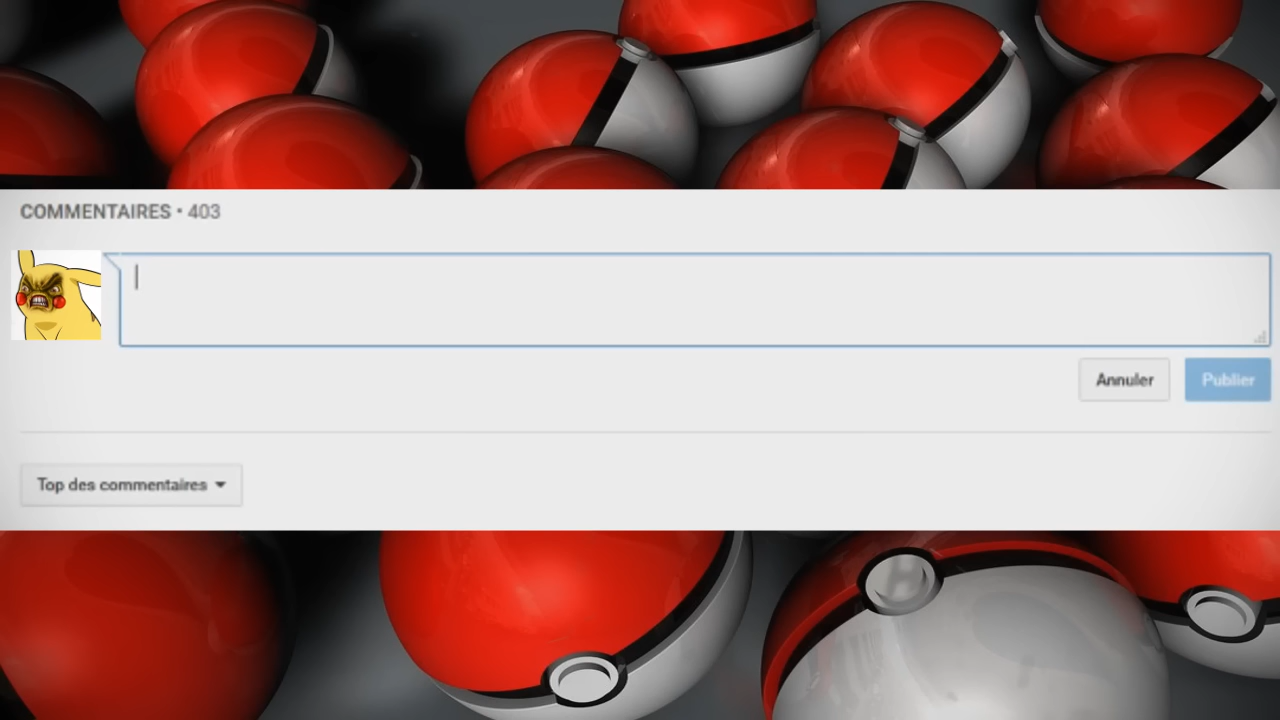 COMMENTAIRES • 403
Annuler
Publier
Top des commentaires